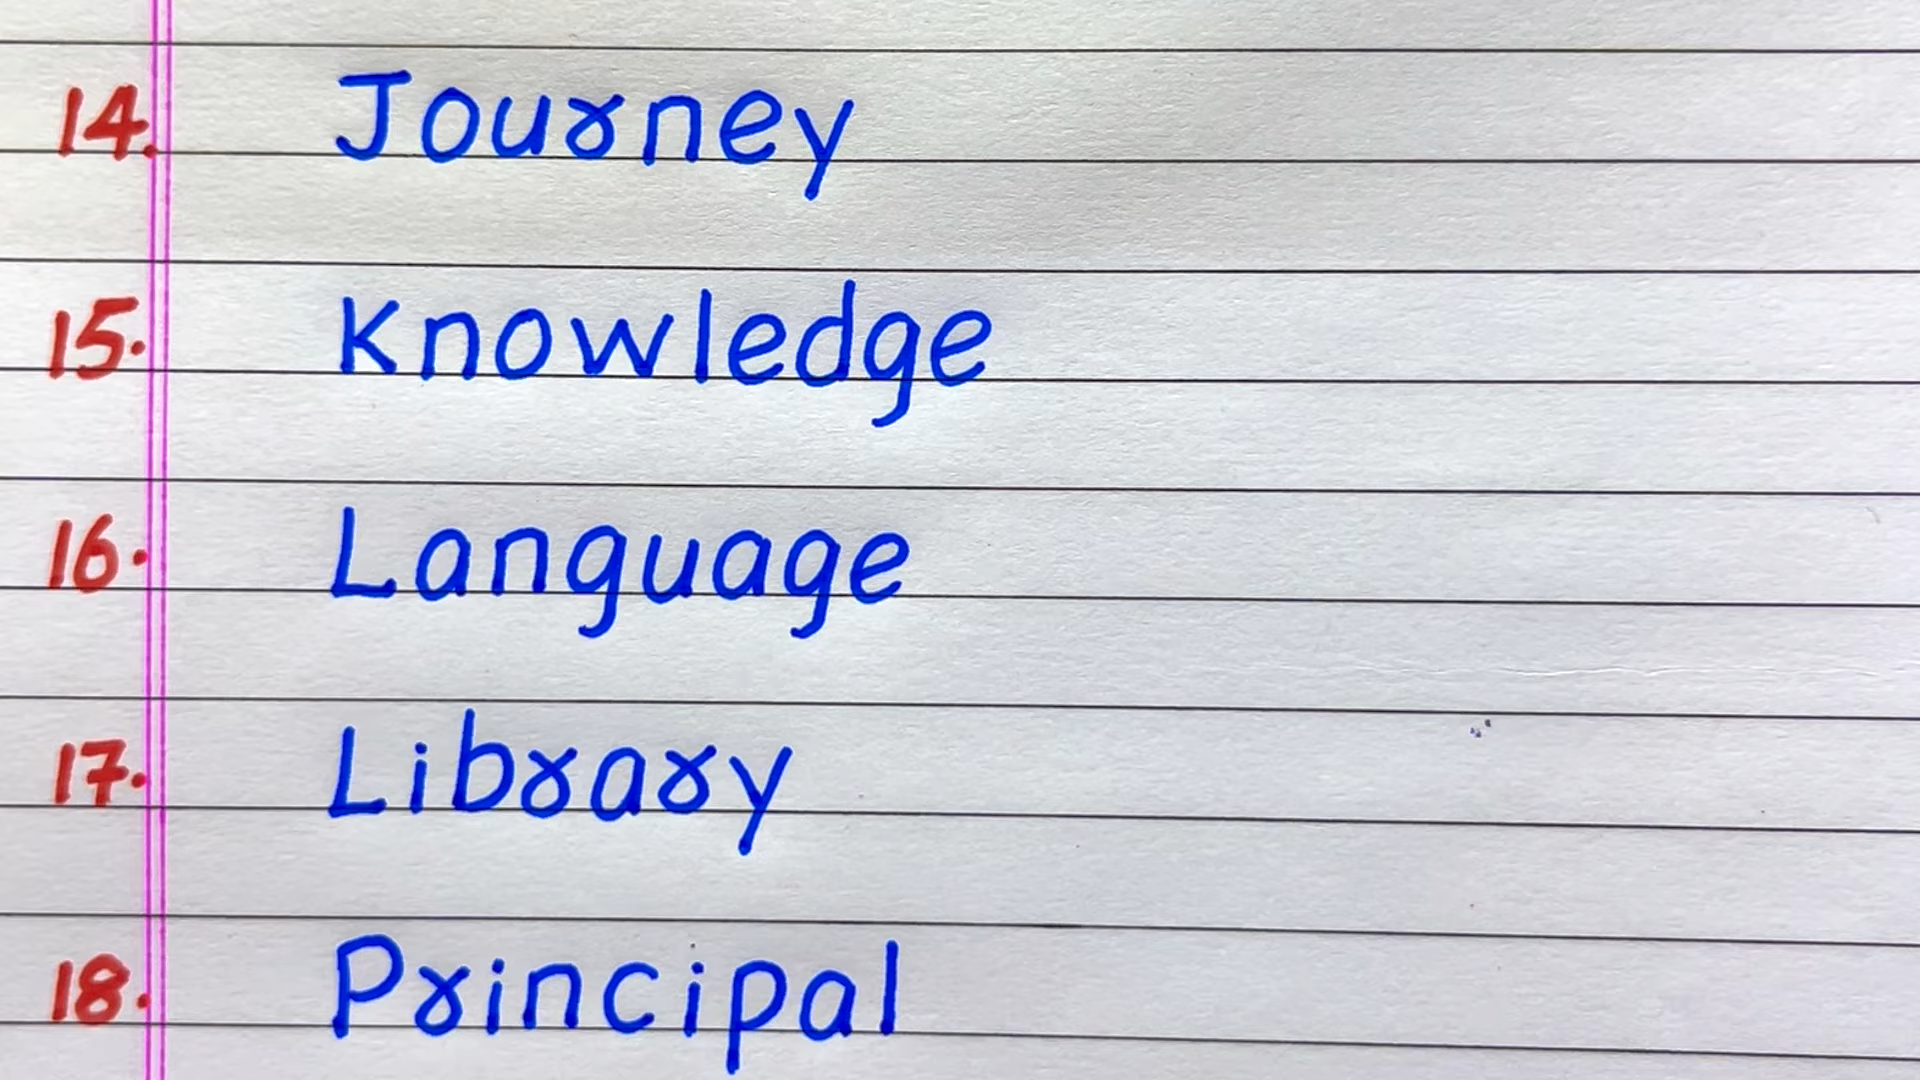 14. Journey
15. Knowledge
16. Language
17. Library
18. Principal